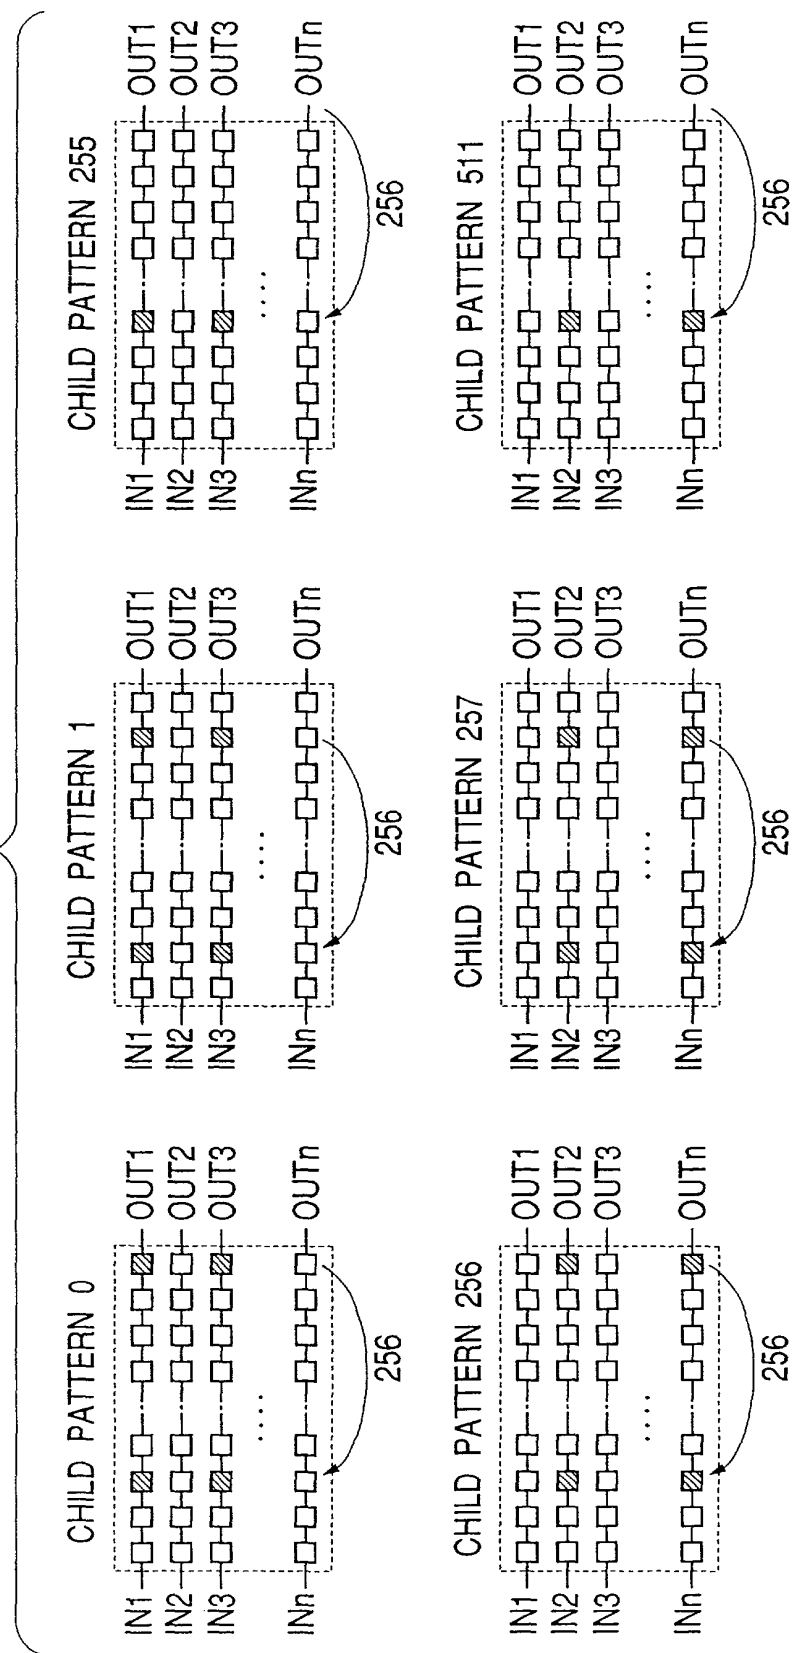 CHILD PATTERN 0
IN1 OUT1
IN2 OUT2
IN3 OUT3
....
INn OUTn
256
CHILD PATTERN 1
IN1 OUT1
IN2 OUT2
IN3 OUT3
....
INn OUTn
256
CHILD PATTERN 255
IN1 OUT1
IN2 OUT2
IN3 OUT3
....
INn OUTn
256
CHILD PATTERN 256
IN1 OUT1
IN2 OUT2
IN3 OUT3
....
INn OUTn
256
CHILD PATTERN 257
IN1 OUT1
IN2 OUT2
IN3 OUT3
....
INn OUTn
256
CHILD PATTERN 511
IN1 OUT1
IN2 OUT2
IN3 OUT3
....
INn OUTn
256